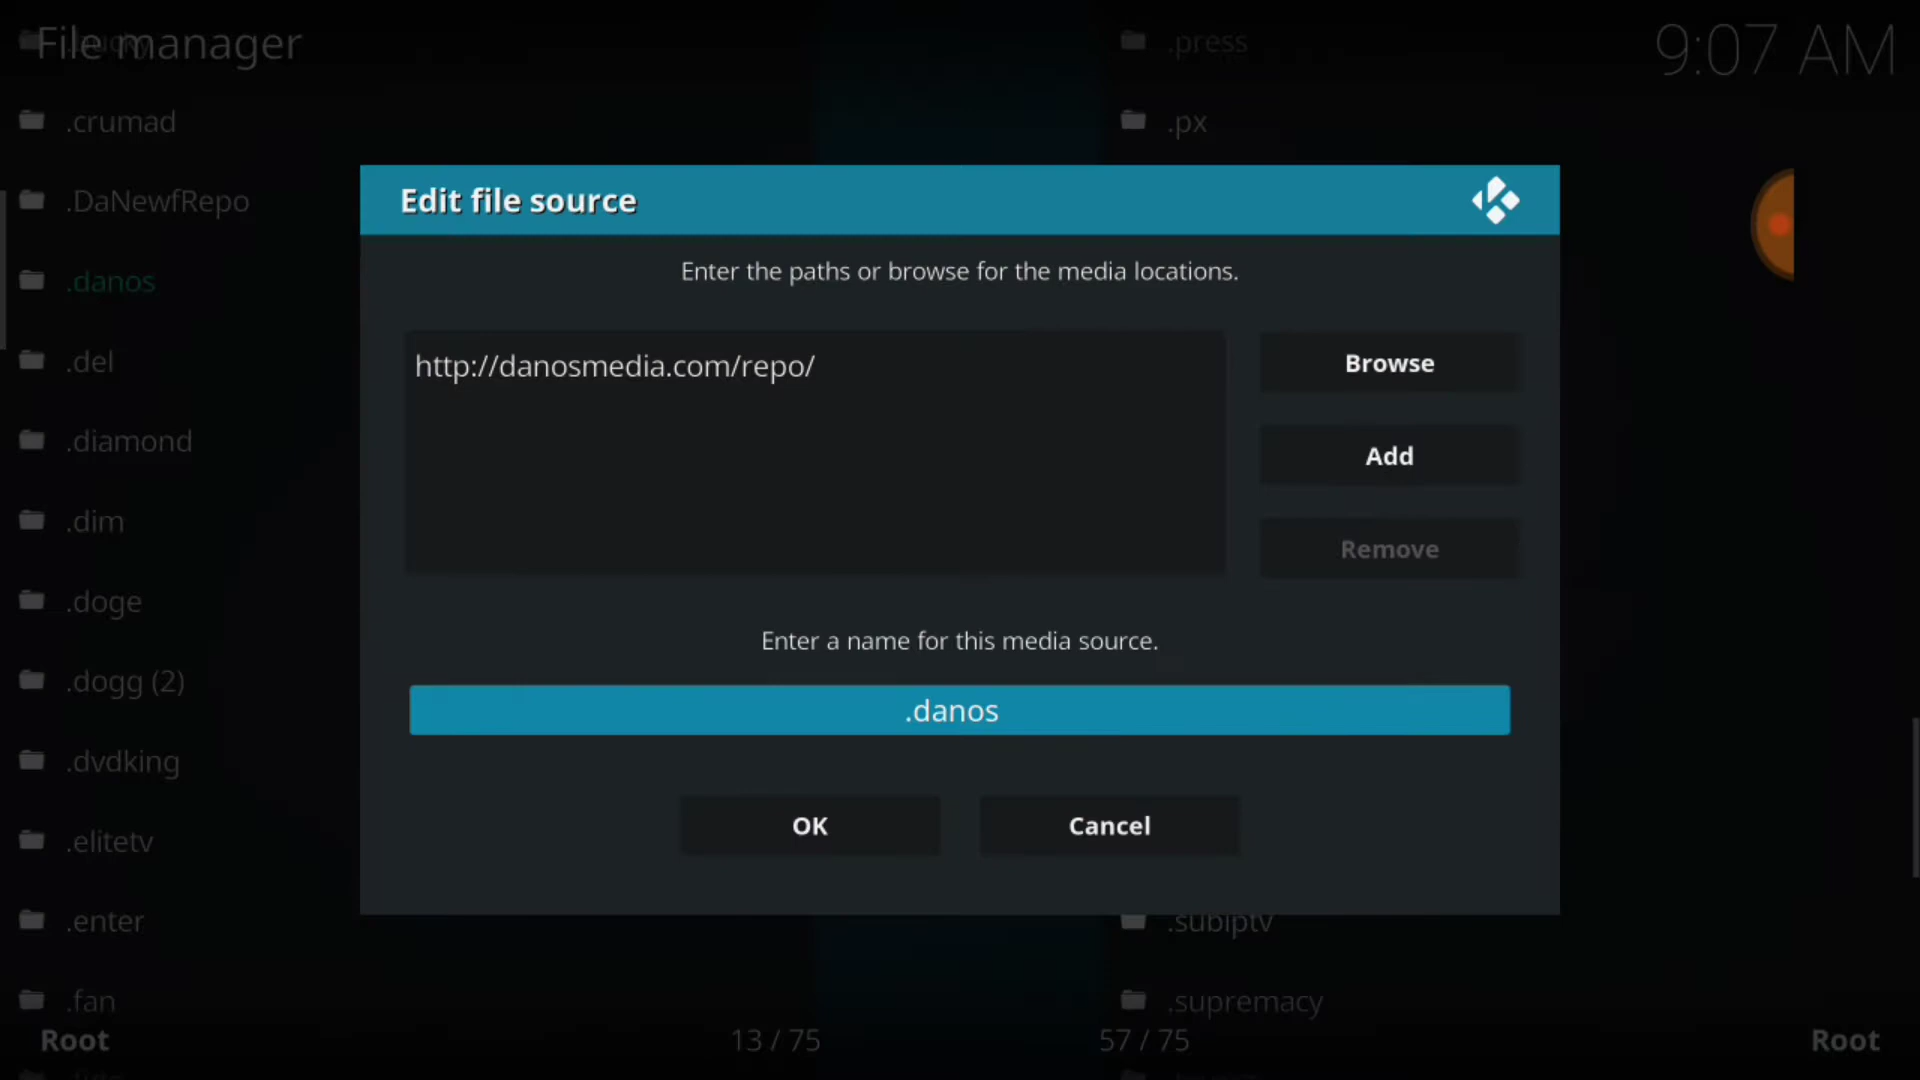 File manager
9:07 AM
.press
.crumad
.px
.DaNewfRepo
.danos
.del
.diamond
.dim
.doge
.dogg (2)
.dvdking
.elitetv
.enter
.fan
Edit file source
Enter the paths or browse for the media locations.
http://danosmedia.com/repo/
Browse
Add
Remove
Enter a name for this media source.
.danos
OK
Cancel
.subiptv
.supremacy
Root
13 / 75
57 / 75
Root